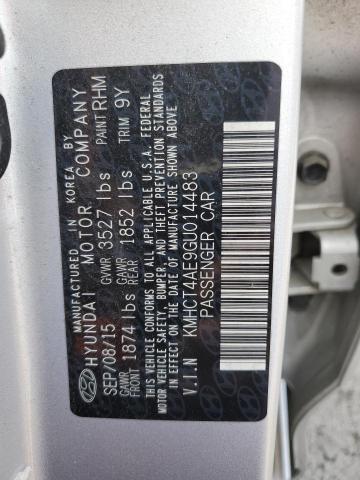 MANUFACTURED IN KOREA BY
HYUNDAI MOTOR COMPANY
SEP/08/15 GVWR 3527 lbs PAINT RHM
GAWR FRONT 1874 lbs GAWR REAR 1852 lbs TRIM 9Y
THIS VEHICLE CONFORMS TO ALL APPLICABLE U.S.A. FEDERAL
MOTOR VEHICLE SAFETY, BUMPER, AND THEFT PREVENTION STANDARDS
IN EFFECT ON THE DATE OF MANUFACTURE SHOWN ABOVE
V.I.N KMHCT4AE9GU014483
PASSENGER CAR